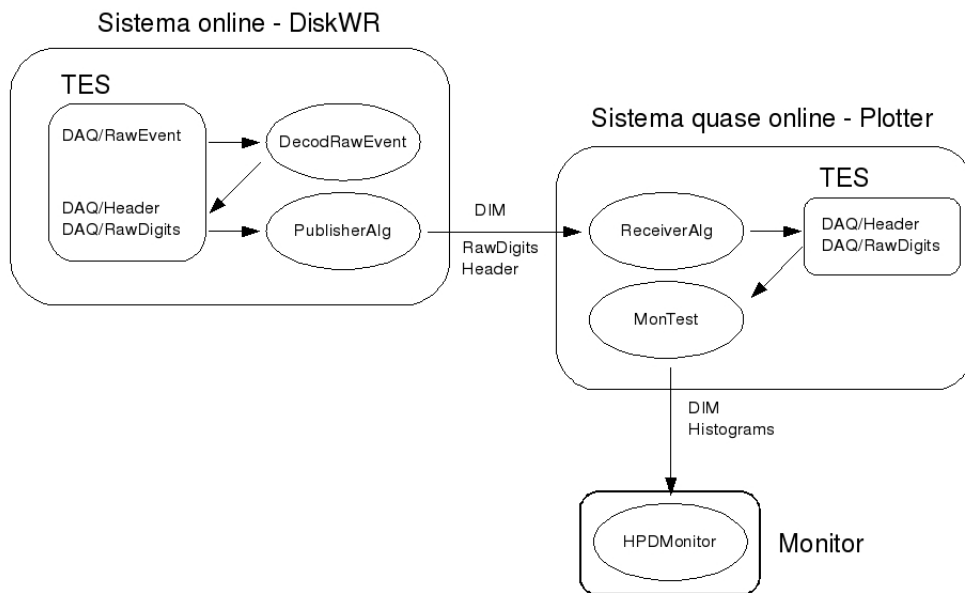 Sistema online - DiskWR
TES
DAQ/RawEvent
DecodRawEvent
DAQ/Header
DAQ/RawDigits
PublisherAlg
DIM
RawDigits
Header
Sistema quase online - Plotter
TES
ReceiverAlg
DAQ/Header
DAQ/RawDigits
MonTest
DIM
Histograms
HPDMonitor
Monitor